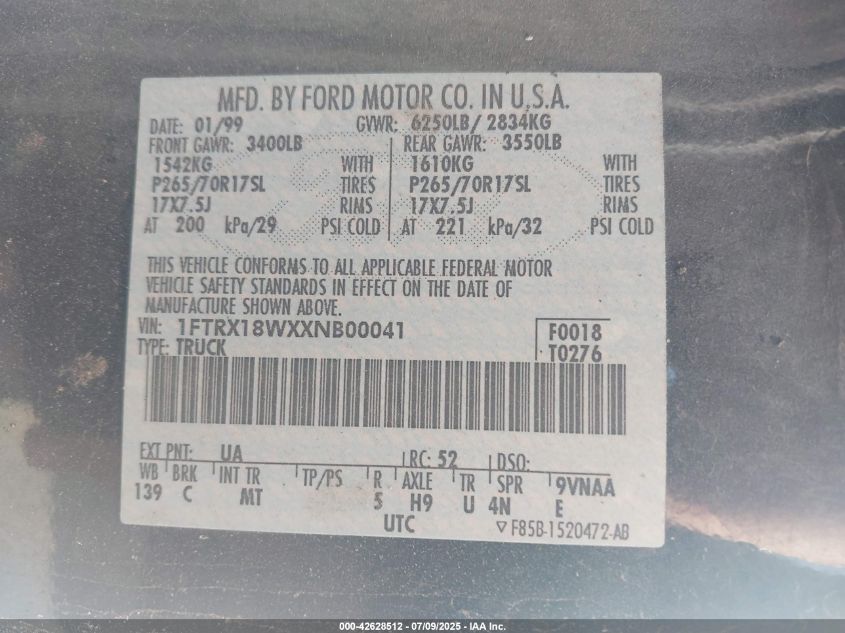 MFD. BY FORD MOTOR CO. IN U.S.A.
DATE: 01/99 GVWR: 6250LB/ 2834KG
FRONT GAWR: 3400LB REAR GAWR: 3550LB
1542KG WITH 1610KG WITH
P265/70R17SL TIRES P265/70R17SL TIRES
17X7.5J RIMS 17X7.5J RIMS
AT 200 kPa/29 PSI COLD AT 221 kPa/32 PSI COLD
THIS VEHICLE CONFORMS TO ALL APPLICABLE FEDERAL MOTOR
VEHICLE SAFETY STANDARDS IN EFFECT ON THE DATE OF
MANUFACTURE SHOWN ABOVE.
VIN: 1FTRX18WXXNB00041 F0018
TYPE: TRUCK T0276
EXT PNT: UA RC: 52 DSO:
WB BRK INT TR TP/PS R AXLE TR SPR 9VNAA
139 C MT 5 H9 U 4N E
UTC ▽ F85B-1520472-AB
000-42628512 - 07/09/2025 - IAA Inc.